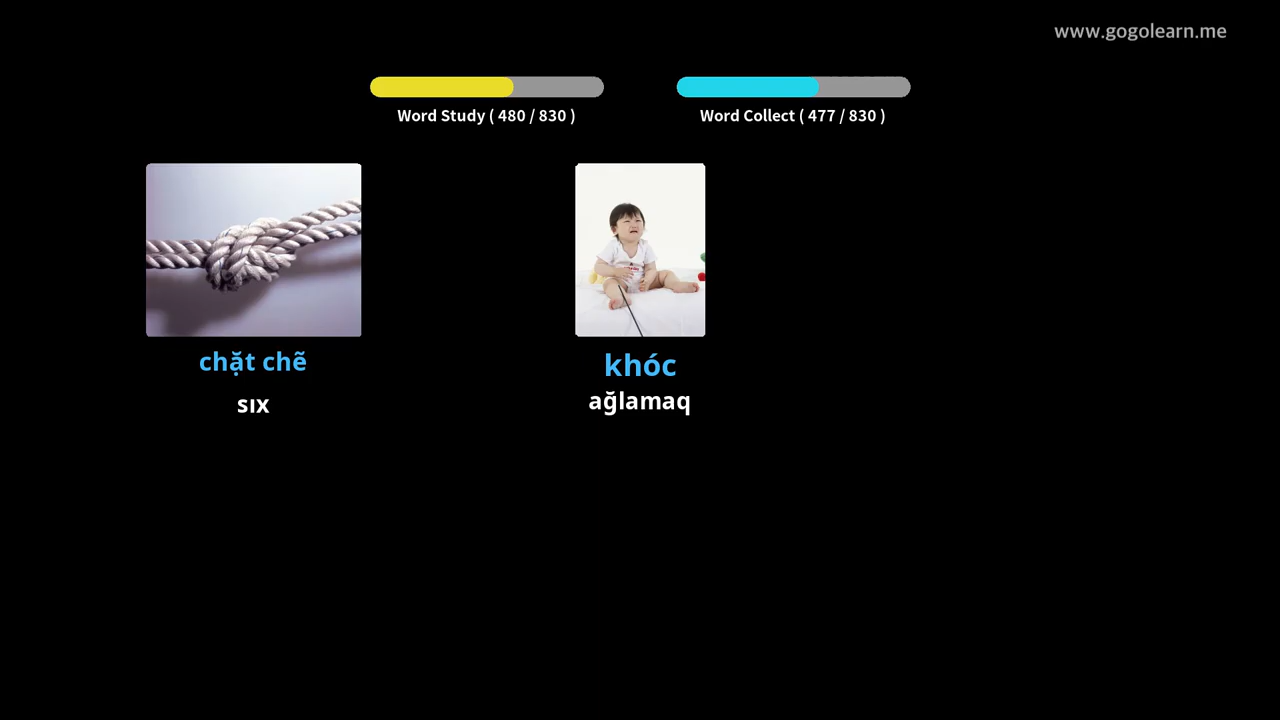 www.gogolearn.me
Word Study ( 480 / 830 )
Word Collect ( 477 / 830 )
chặt chẽ
sıx
khóc
ağlamaq